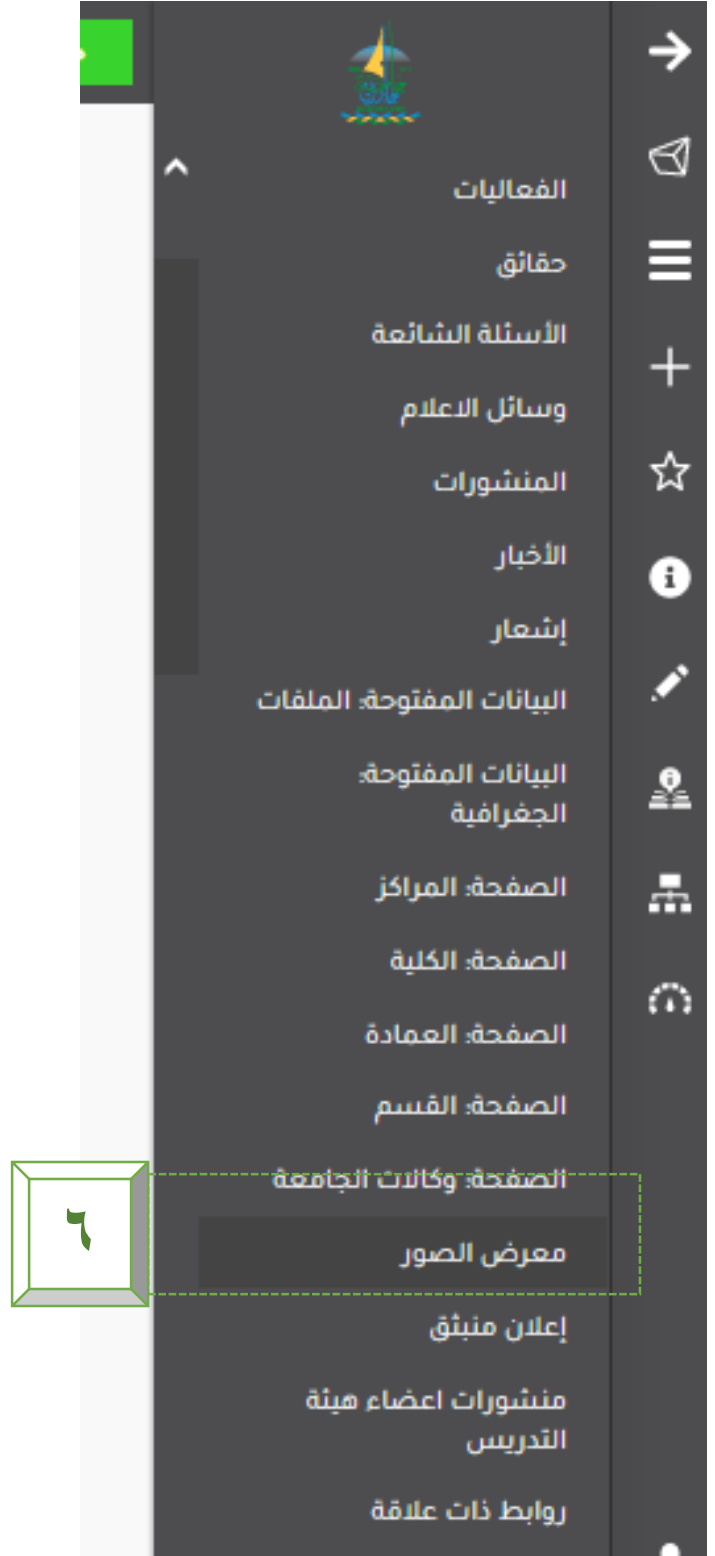 الفعاليات
حقائق
الأسئلة الشائعة
وسائل الاعلام
المنشورات
الأخبار
إشعار
البيانات المفتوحة: الملفات
البيانات المفتوحة:
الجغرافية
الصفحة: المراكز
الصفحة: الكلية
الصفحة: العمادة
الصفحة: القسم
الصفحة: وكالات الجامعة
٦
معرض الصور
إعلان منبثق
منشورات اعضاء هيئة
التدريس
روابط ذات علاقة